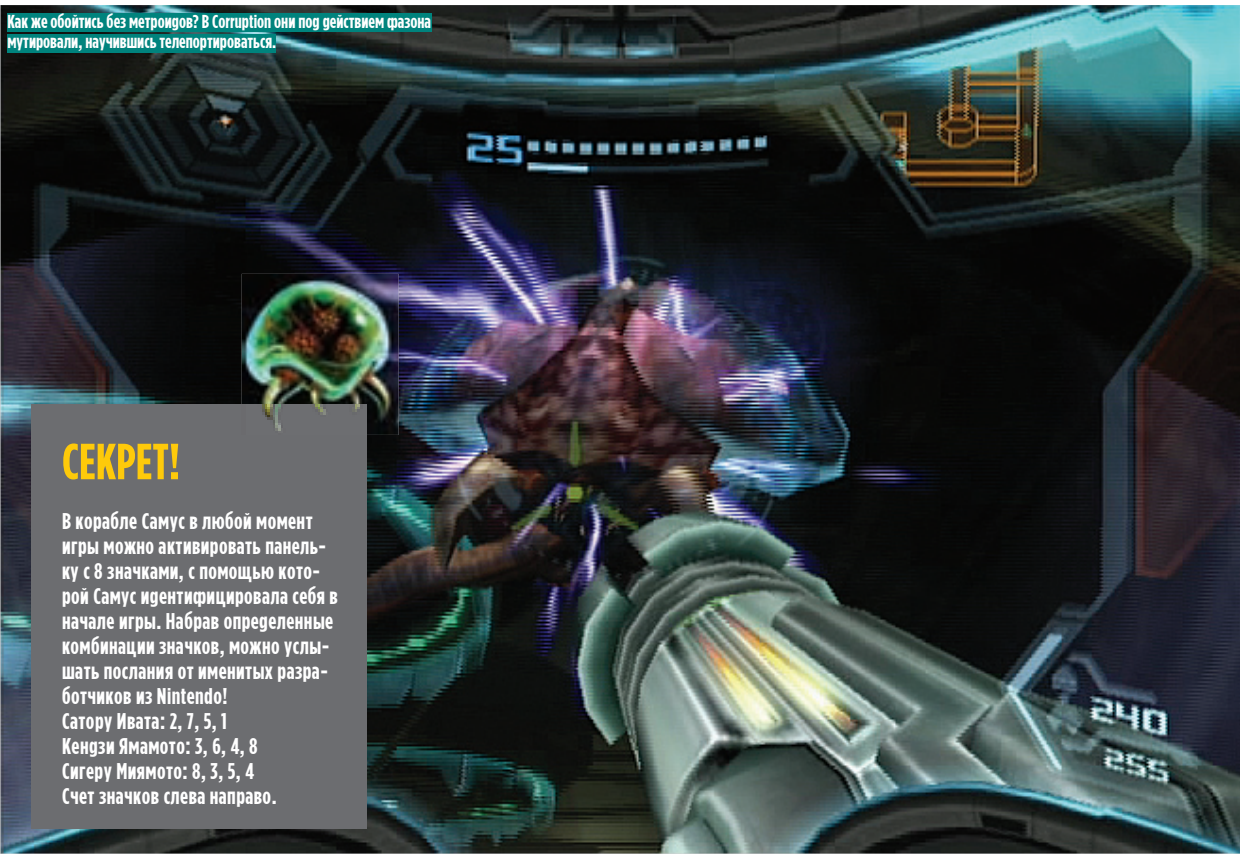 Как же обойтись без метроидов? В Corruption они под действием фазона
мутировали, научившись телепортироваться.
25
СЕКРЕТ!
В корабле Самус в любой момент
игры можно активировать панель-
ку с 8 значками, с помощью кото-
рой Самус идентифицировала себя в
начале игры. Набрав определенные
комбинации значков, можно услы-
шать послания от именитых разра-
ботчиков из Nintendo!
Сатору Ивата: 2, 7, 5, 1
Кендзи Ямамото: 3, 6, 4, 8
Сигеру Миямото: 8, 3, 5, 4
Счет значков слева направо.
240
255